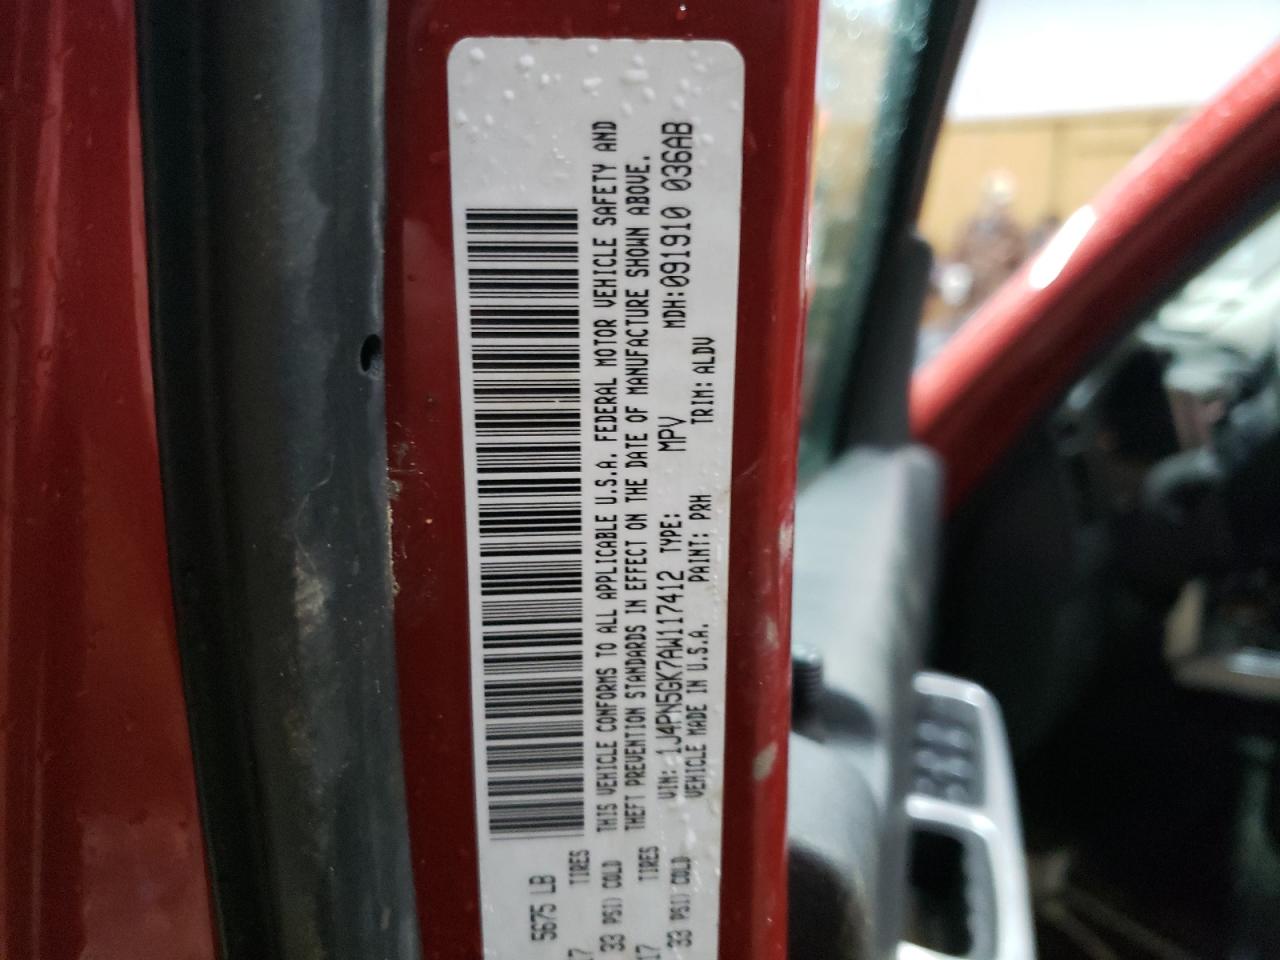 5675 LB
17 TIRES
33 PSI) COLD
17 TIRES
33 PSI) COLD
THIS VEHICLE CONFORMS TO ALL APPLICABLE U.S.A. FEDERAL MOTOR VEHICLE SAFETY AND
THEFT PREVENTION STANDARDS IN EFFECT ON THE DATE OF MANUFACTURE SHOWN ABOVE.
VIN: 1J4PN5GK7AW117412 TYPE: MPV MDH:091910 036AB
VEHICLE MADE IN U.S.A. PAINT: PRH TRIM: ALDV